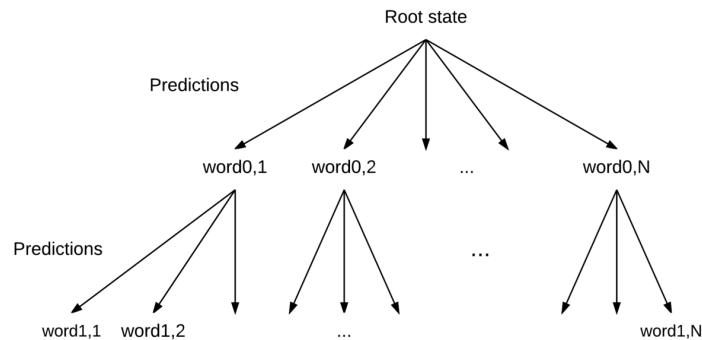 Root state
Predictions
word0,1 word0,2 ... word0,N
Predictions
...
word1,1 word1,2 ... word1,N